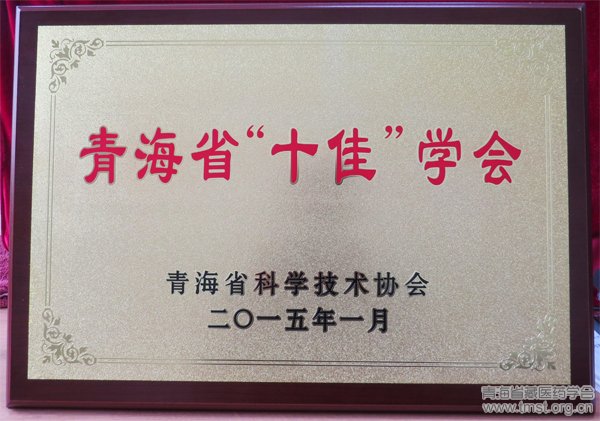 青海省“十佳”学会
青海省科学技术协会
二〇一五年一月
青海省藏医药学会
www.tmst.org.cn